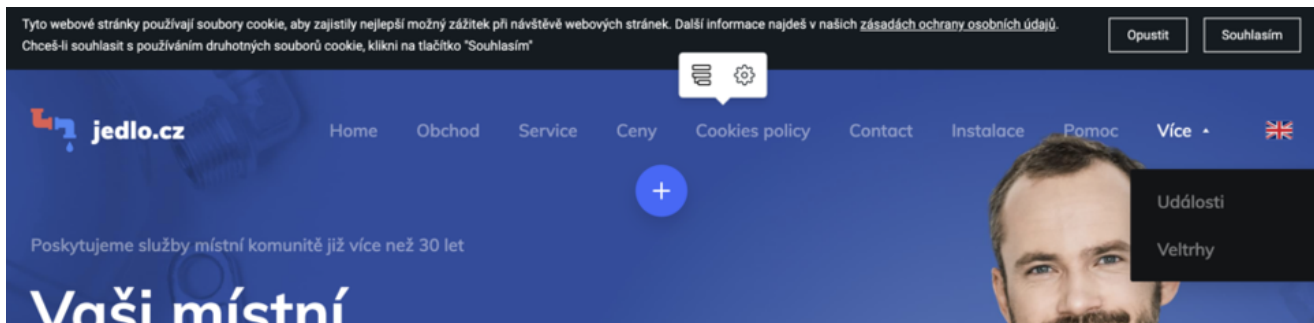 Tyto webové stránky používají soubory cookie, aby zajistily nejlepší možný zážitek při návštěvě webových stránek. Další informace najdeš v našich zásadách ochrany osobních údajů.
Chceš-li souhlasit s používáním druhotných souborů cookie, klikni na tlačítko "Souhlasím"
Opustit Souhlasím
jedlo.cz Home Obchod Service Ceny Cookies policy Contact Instalace Pomoc Více
Události
Veltrhy
Poskytujeme služby místní komunitě již více než 30 let
Vaši místní